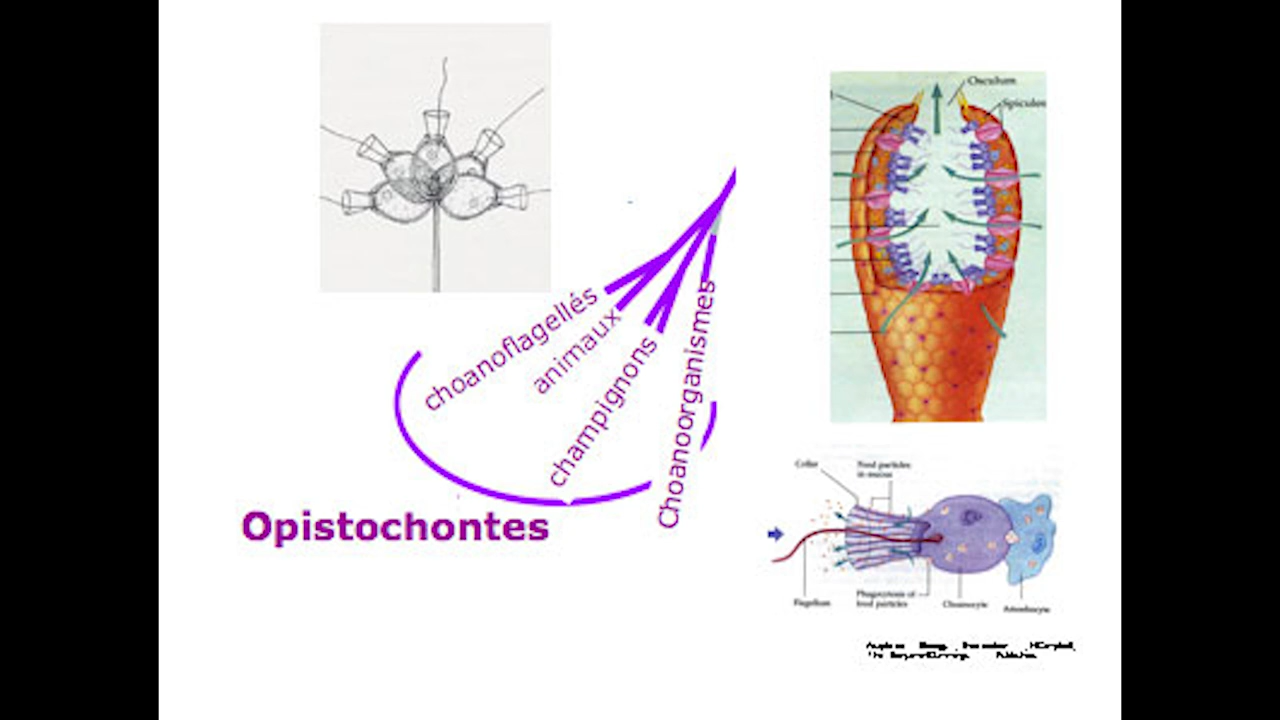 Osculum
Spicules
choanoflagellés
animaux
champignons
Choanoorganismes
Opistochontes
Collar
Food particles
in mucus
Flagellum
Phagocytosis of
food particles
Choanocyte
Amoebocyte